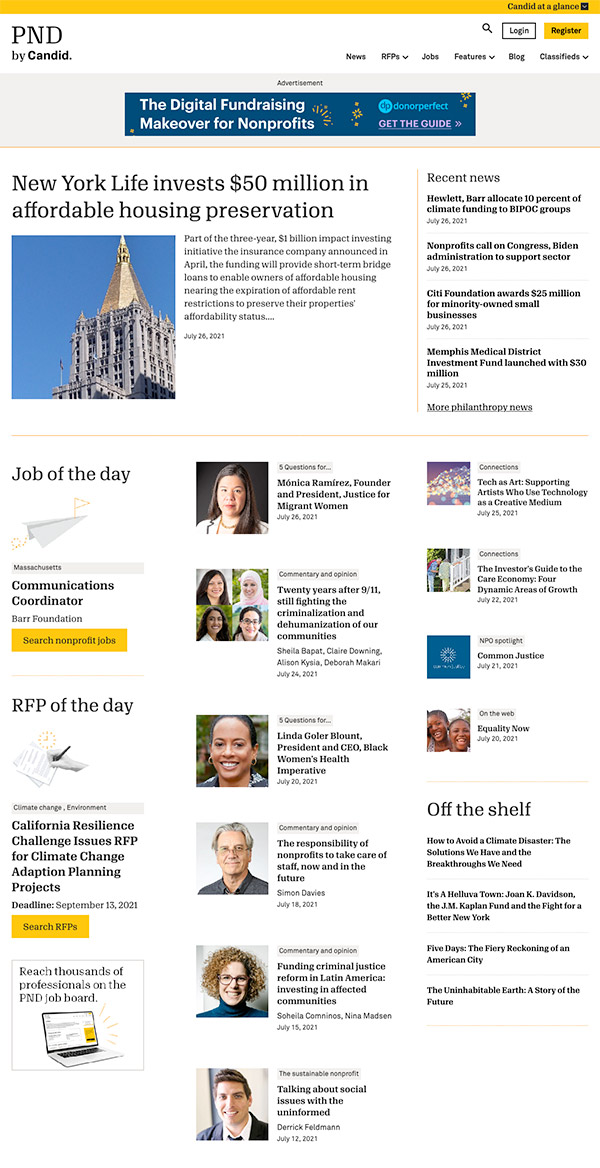 Candid at a glance
PND
by Candid.
Login
Register
News
RFPs
Jobs
Features
Blog
Classifieds
Advertisement
The Digital Fundraising
Makeover for Nonprofits
dp donorperfect
GET THE GUIDE »
New York Life invests $50 million in
affordable housing preservation
Part of the three-year, $1 billion impact investing
initiative the insurance company announced in
April, the funding will provide short-term bridge
loans to enable owners of affordable housing
nearing the expiration of affordable rent
restrictions to preserve their properties'
affordability status....
July 26, 2021
Recent news
Hewlett, Barr allocate 10 percent of
climate funding to BIPOC groups
July 26, 2021
Nonprofits call on Congress, Biden
administration to support sector
July 26, 2021
Citi Foundation awards $25 million
for minority-owned small
businesses
July 26, 2021
Memphis Medical District
Investment Fund launched with $30
million
July 25, 2021
More philanthropy news
Job of the day
Massachusetts
Communications
Coordinator
Barr Foundation
Search nonprofit jobs
RFP of the day
Climate change , Environment
California Resilience
Challenge Issues RFP
for Climate Change
Adaption Planning
Projects
Deadline: September 13, 2021
Search RFPs
Reach thousands of
professionals on the
PND job board.
5 Questions for...
Mónica Ramírez, Founder
and President, Justice for
Migrant Women
July 26, 2021
Commentary and opinion
Twenty years after 9/11,
still fighting the
criminalization and
dehumanization of our
communities
Sheila Bapat, Claire Downing,
Alison Kysia, Deborah Makari
July 24, 2021
5 Questions for...
Linda Goler Blount,
President and CEO, Black
Women's Health
Imperative
July 20, 2021
Commentary and opinion
The responsibility of
nonprofits to take care of
staff, now and in the
future
Simon Davies
July 18, 2021
Commentary and opinion
Funding criminal justice
reform in Latin America:
investing in affected
communities
Soheila Comninos, Nina Madsen
July 15, 2021
The sustainable nonprofit
Talking about social
issues with the
uninformed
Derrick Feldmann
July 12, 2021
Connections
Tech as Art: Supporting
Artists Who Use Technology
as a Creative Medium
July 25, 2021
Connections
The Investor's Guide to the
Care Economy: Four
Dynamic Areas of Growth
July 22, 2021
NPO spotlight
Common Justice
July 21, 2021
On the web
Equality Now
July 20, 2021
Off the shelf
How to Avoid a Climate Disaster: The
Solutions We Have and the
Breakthroughs We Need
It's A Helluva Town: Joan K. Davidson,
the J.M. Kaplan Fund and the Fight for a
Better New York
Five Days: The Fiery Reckoning of an
American City
The Uninhabitable Earth: A Story of the
Future